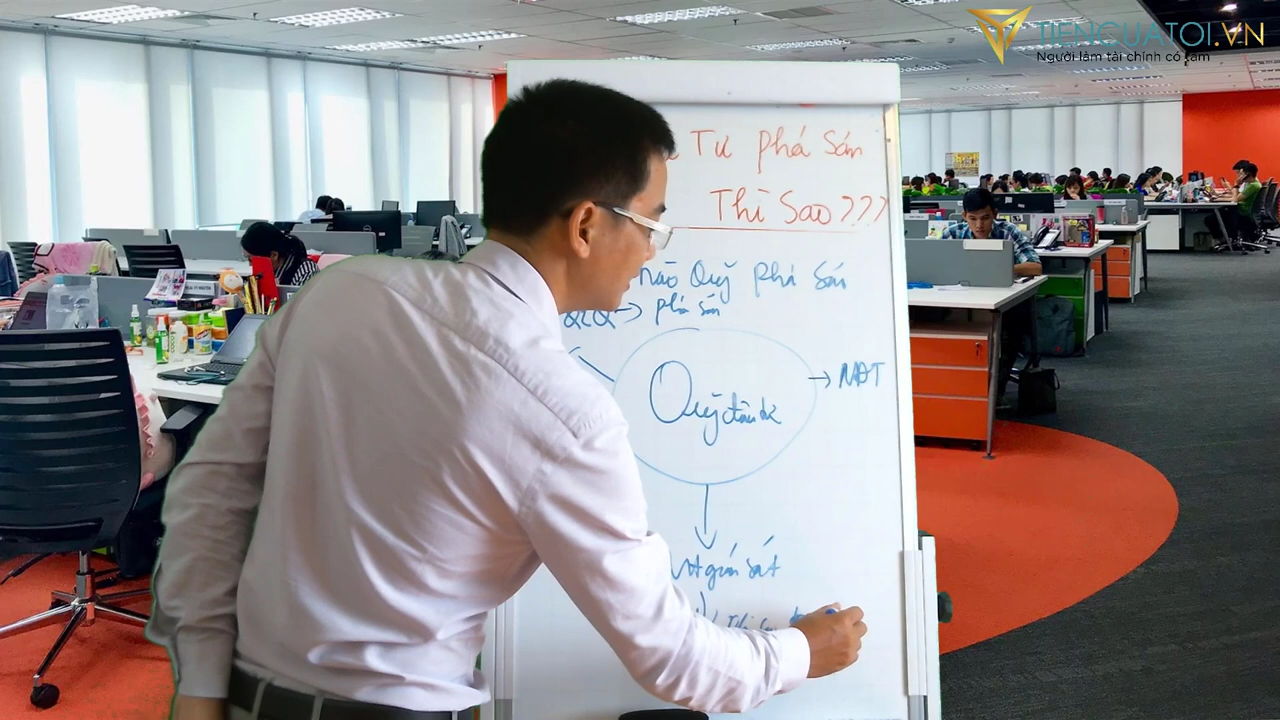 TIENCUATOI.VN
Người làm tài chính có tâm
Tư phá sản
Thì Sao???
nào Quỹ phá sản
QLQ → phá sản
Quỹ đầu tư
→ NĐT
NH giám sát